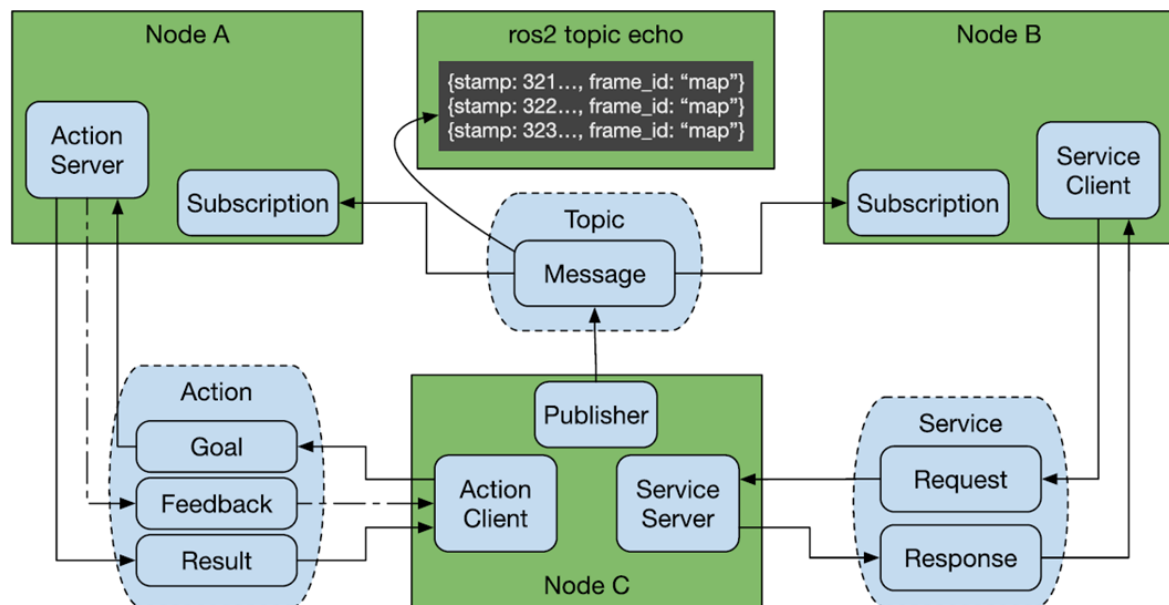 Node A
ros2 topic echo
Node B
{stamp: 321…, frame_id: “map”}
{stamp: 322…, frame_id: “map”}
{stamp: 323…, frame_id: “map”}
Action
Server
Subscription
Subscription
Service
Client
Topic
Message
Action
Goal
Feedback
Result
Publisher
Action
Client
Service
Server
Node C
Service
Request
Response